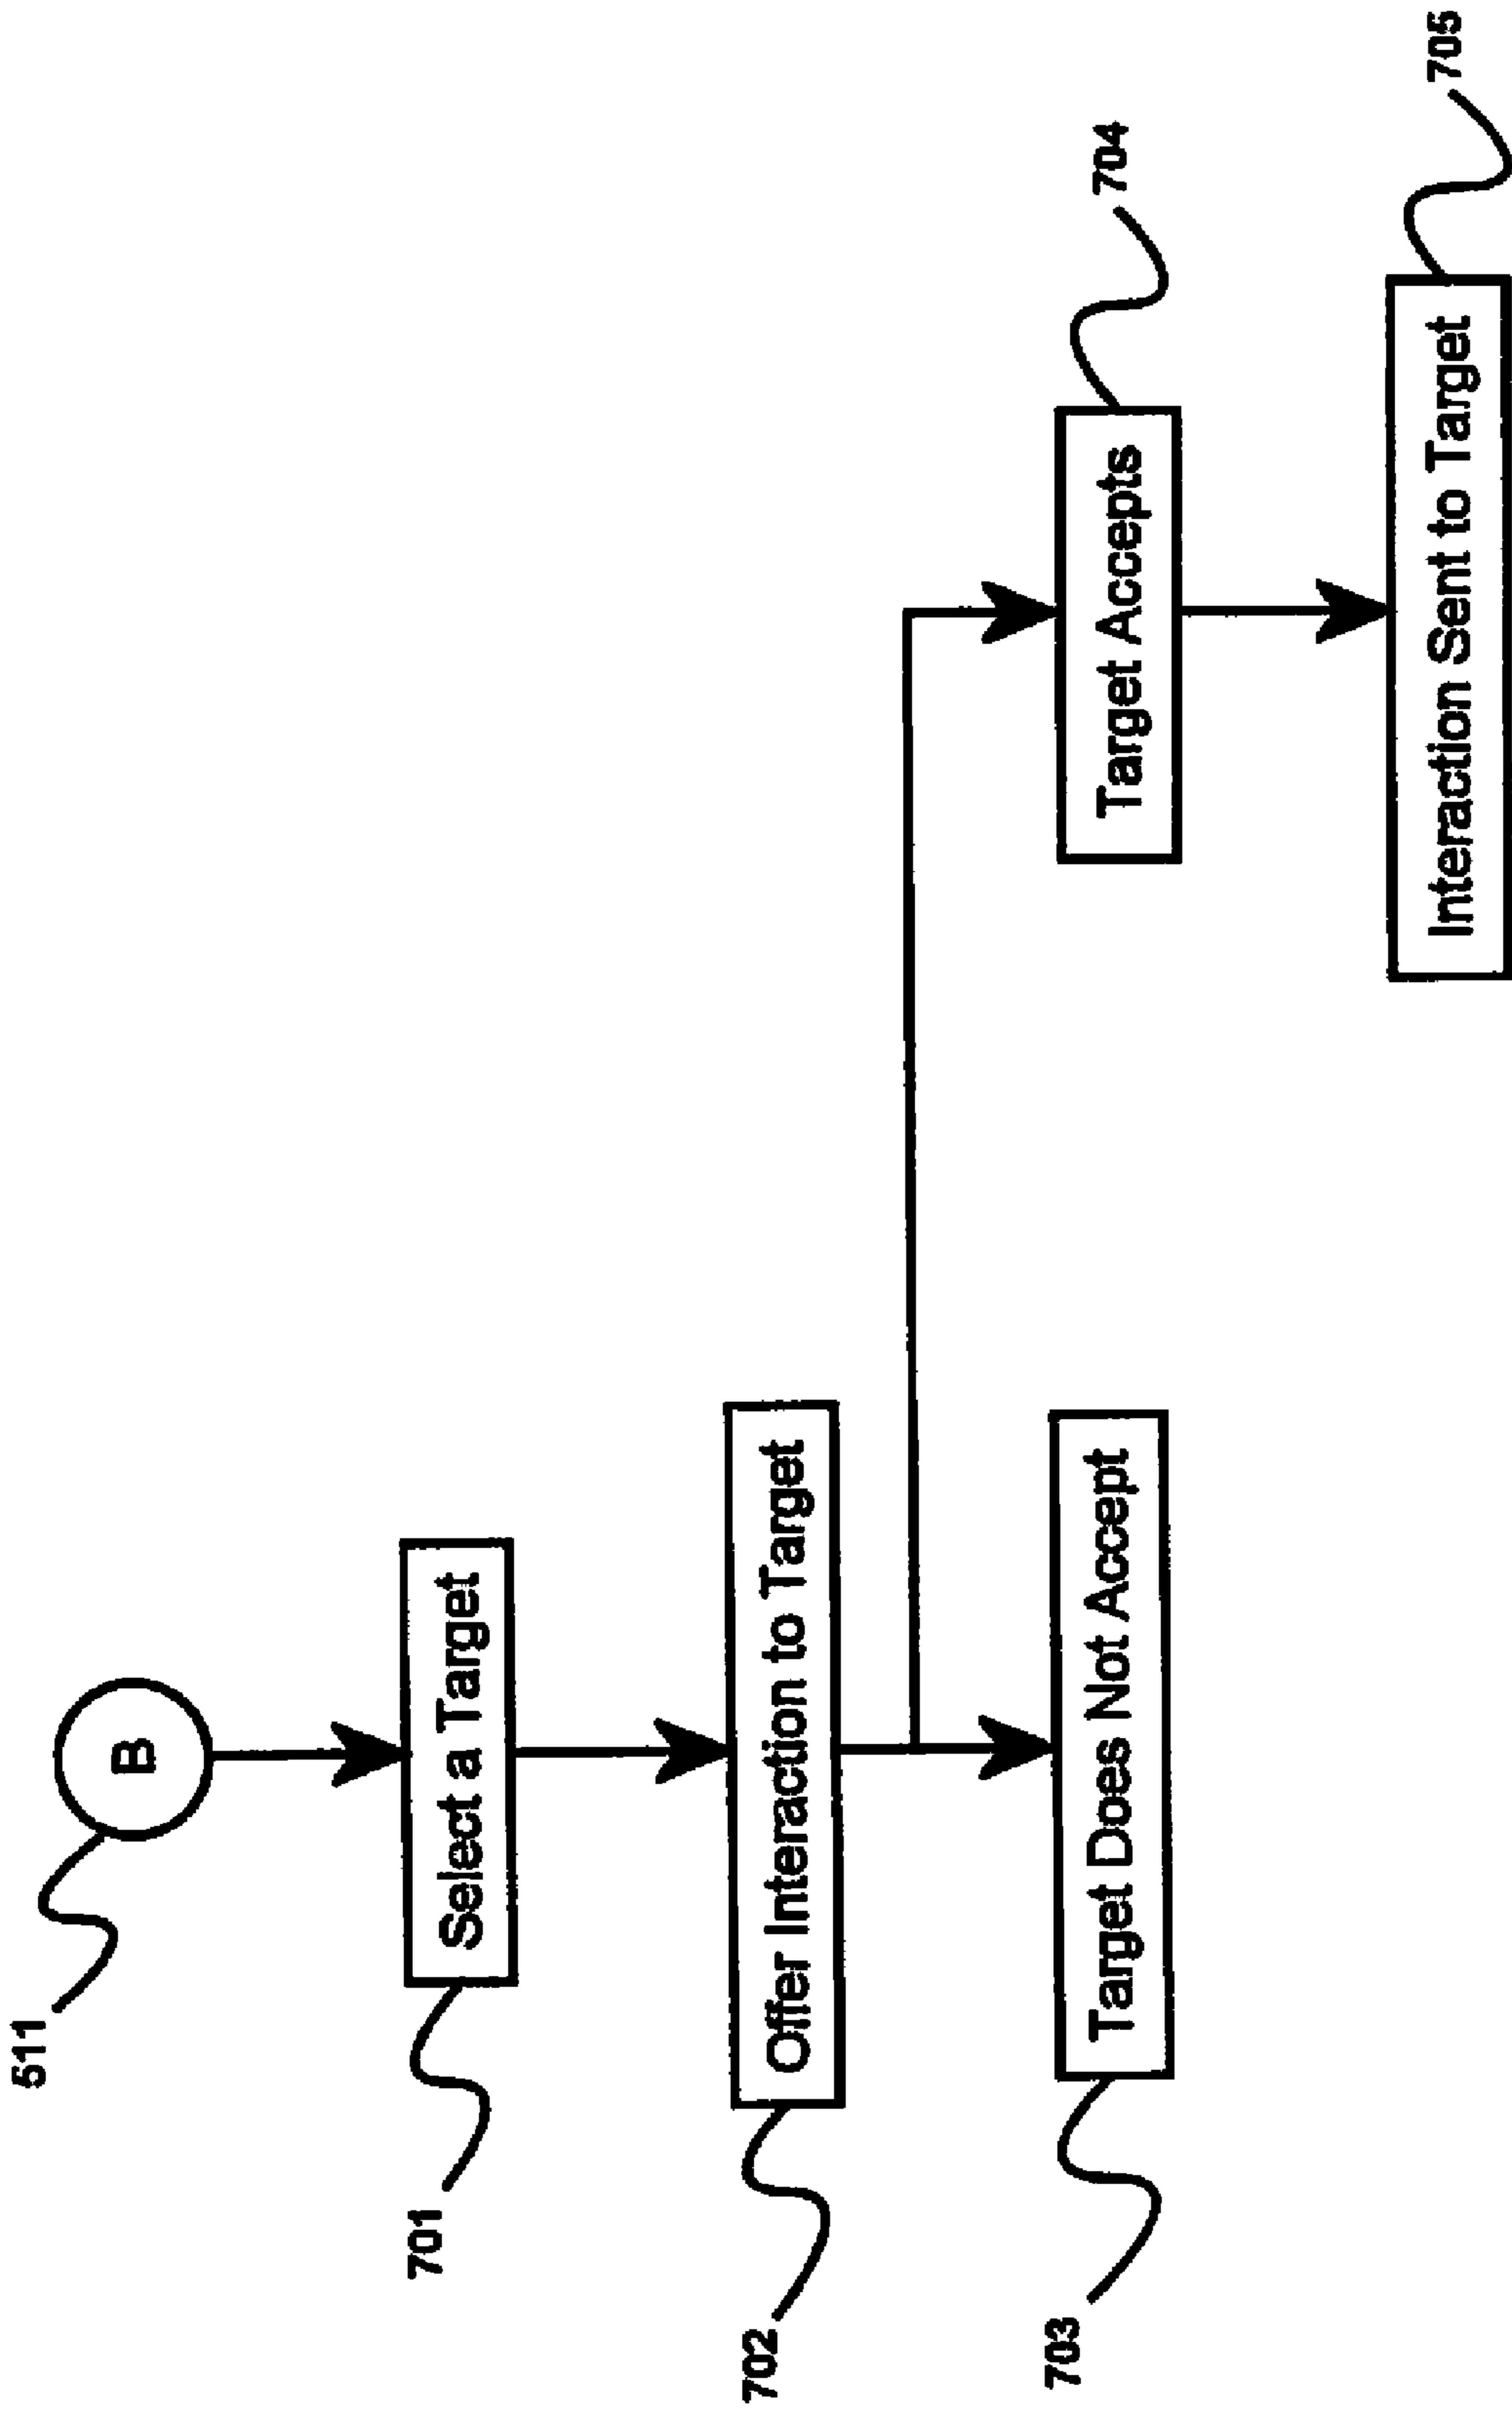 511
B
701
Select a Target
702
Offer Interaction to Target
703
Target Does Not Accept
Target Accepts
704
Interaction Sent to Target
705